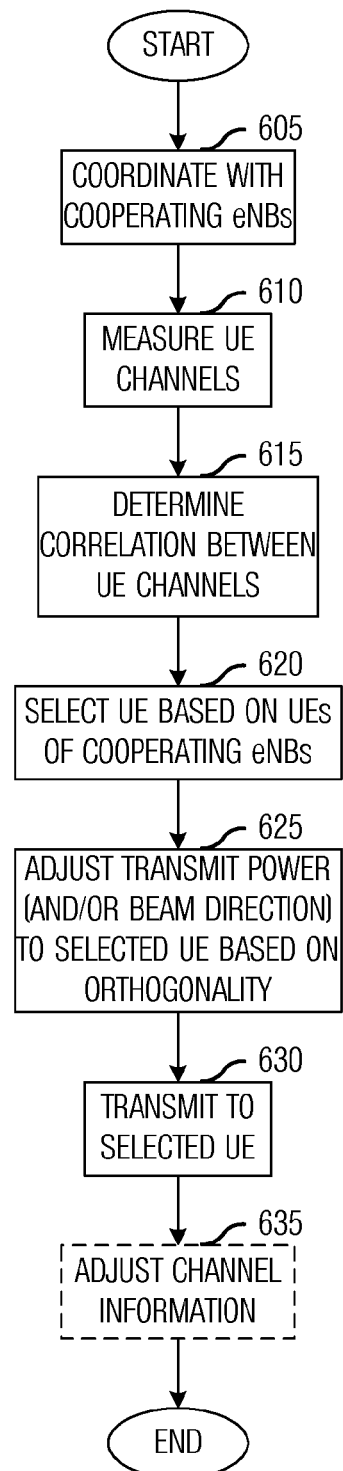 START
605
COORDINATE WITH
COOPERATING eNBs
610
MEASURE UE
CHANNELS
615
DETERMINE
CORRELATION BETWEEN
UE CHANNELS
620
SELECT UE BASED ON UEs
OF COOPERATING eNBs
625
ADJUST TRANSMIT POWER
(AND/OR BEAM DIRECTION)
TO SELECTED UE BASED ON
ORTHOGONALITY
630
TRANSMIT TO
SELECTED UE
635
ADJUST CHANNEL
INFORMATION
END